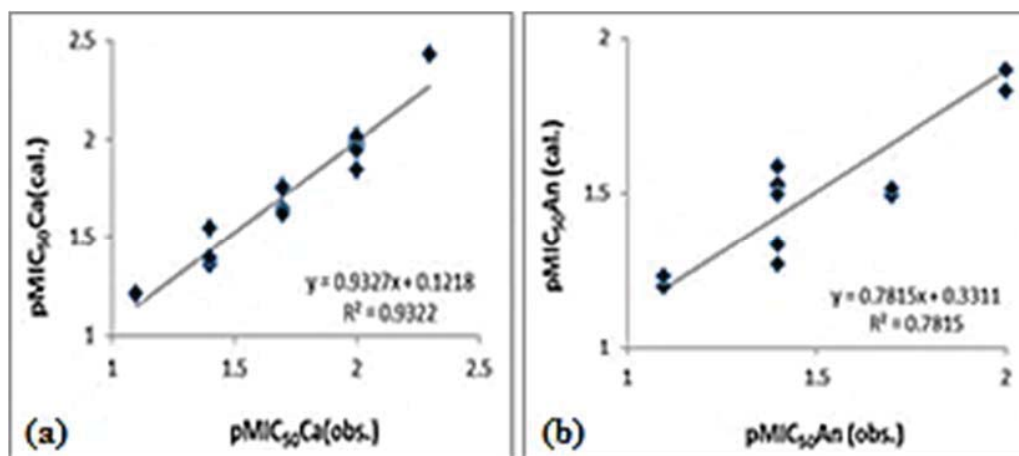 pMIC₅₀Ca(cal.)
2.5
2
1.5
1
1
1.5
2
2.5
y = 0.9327x + 0.1218
R² = 0.9322
(a)
pMIC₅₀Ca(obs.)
pMIC₅₀An (cal.)
2
1.5
1
1
1.5
2
y = 0.7815x + 0.3311
R² = 0.7815
(b)
pMIC₅₀An (obs.)